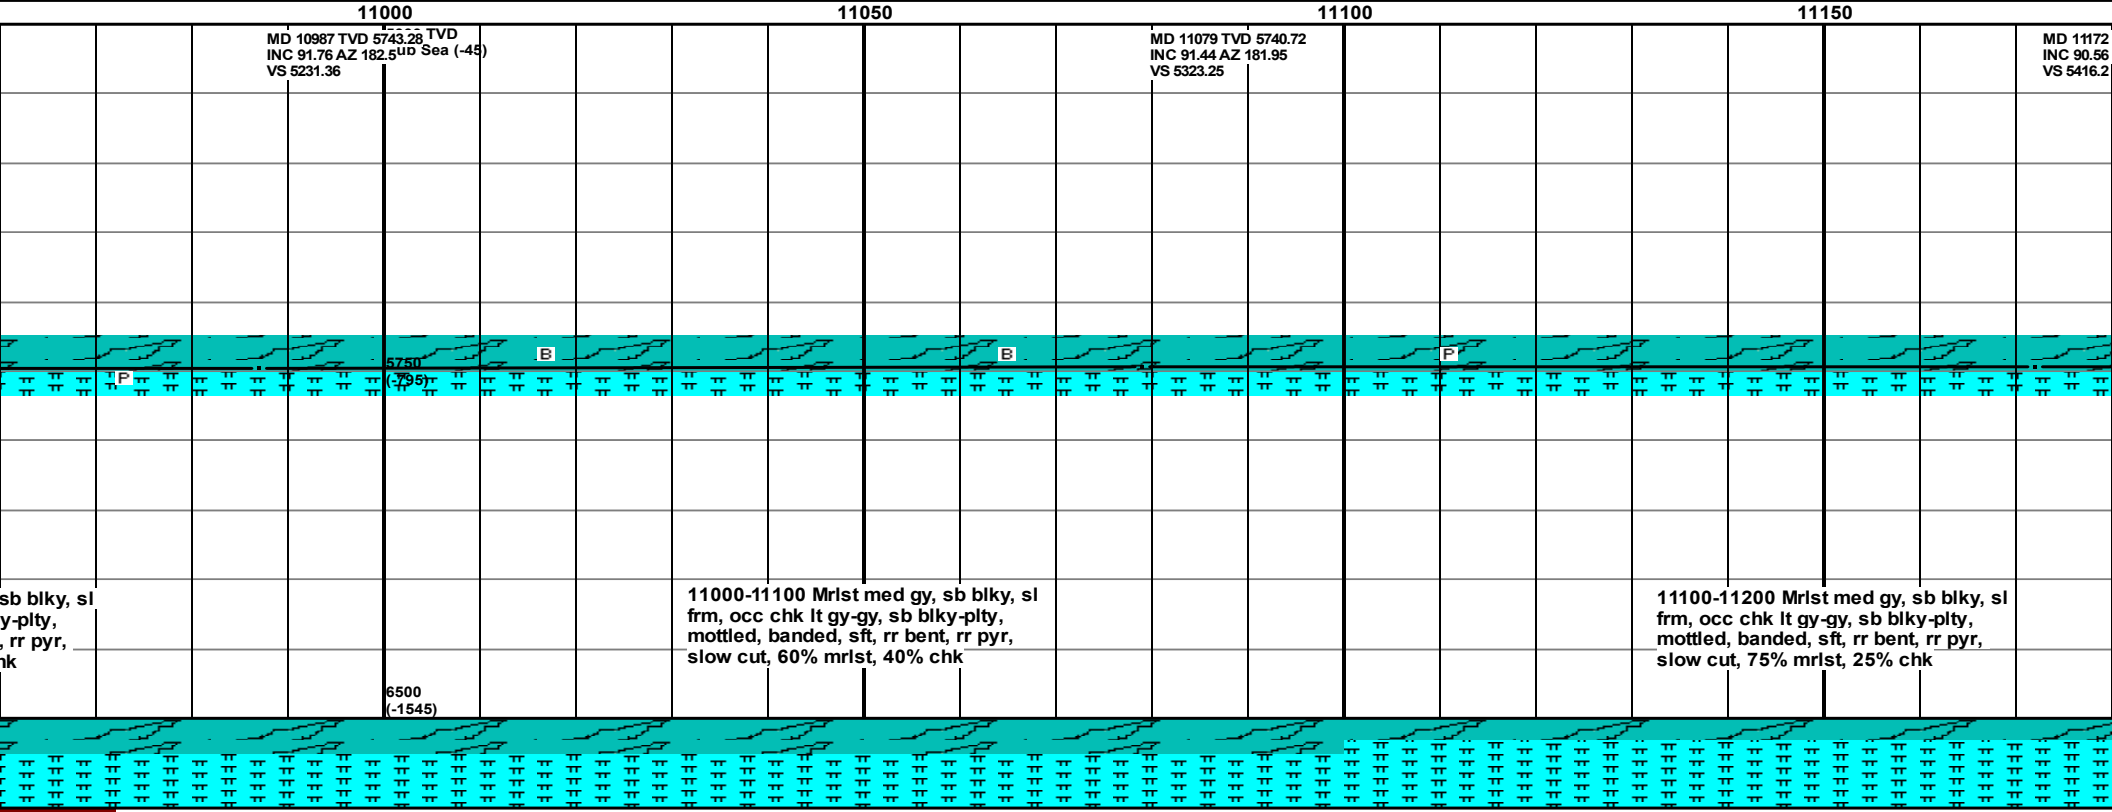 11000 11050 11100 11150
MD 10987 TVD 5743.28
INC 91.76 AZ 182.5
VS 5231.36
TVD
Sea (-45)
MD 11079 TVD 5740.72
INC 91.44 AZ 181.95
VS 5323.25
MD 11172
INC 90.56
VS 5416.2
B B P
5750
(-795)
P
sb blky, sl
y-plty,
, rr pyr,
hk
11000-11100 Mrlst med gy, sb blky, sl
frm, occ chk lt gy-gy, sb blky-plty,
mottled, banded, sft, rr bent, rr pyr,
slow cut, 60% mrlst, 40% chk
11100-11200 Mrlst med gy, sb blky, sl
frm, occ chk lt gy-gy, sb blky-plty,
mottled, banded, sft, rr bent, rr pyr,
slow cut, 75% mrlst, 25% chk
6500
(-1545)